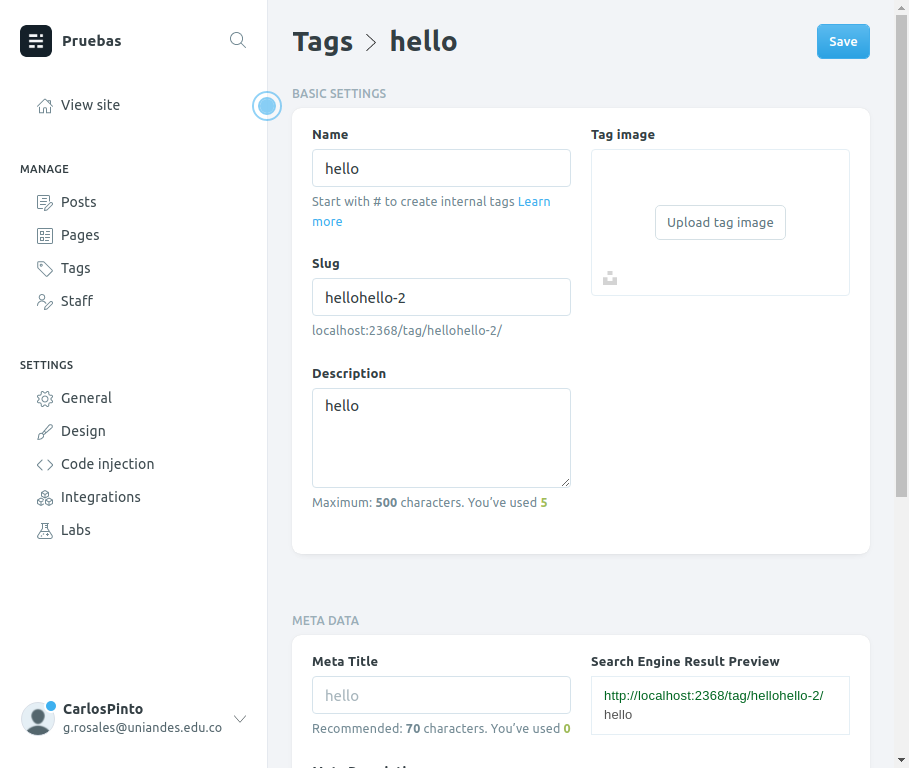 Pruebas
View site
MANAGE
Posts
Pages
Tags
Staff
SETTINGS
General
Design
Code injection
Integrations
Labs
CarlosPinto
g.rosales@uniandes.edu.co
Tags > hello
Save
BASIC SETTINGS
Name
hello
Start with # to create internal tags Learn
more
Slug
hellohello-2
localhost:2368/tag/hellohello-2/
Description
hello
Maximum: 500 characters. You’ve used 5
Tag image
Upload tag image
META DATA
Meta Title
hello
Recommended: 70 characters. You’ve used 0
Search Engine Result Preview
http://localhost:2368/tag/hellohello-2/
hello